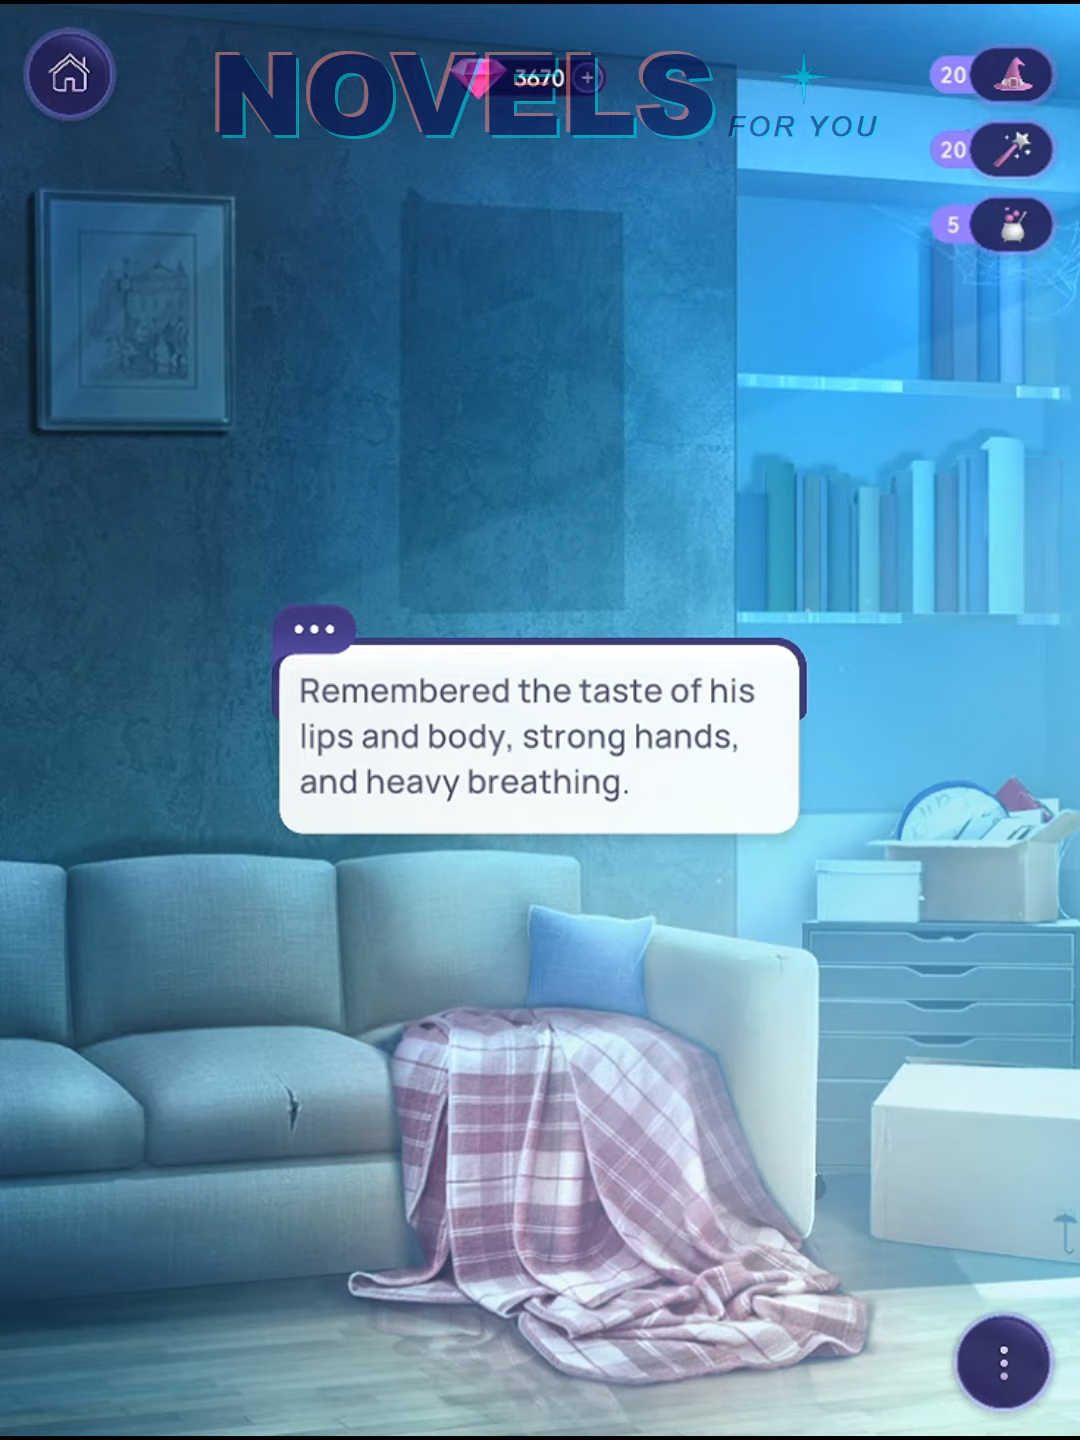 NOVELS
FOR YOU
3670 +
20
20
5
Remembered the taste of his
lips and body, strong hands,
and heavy breathing.